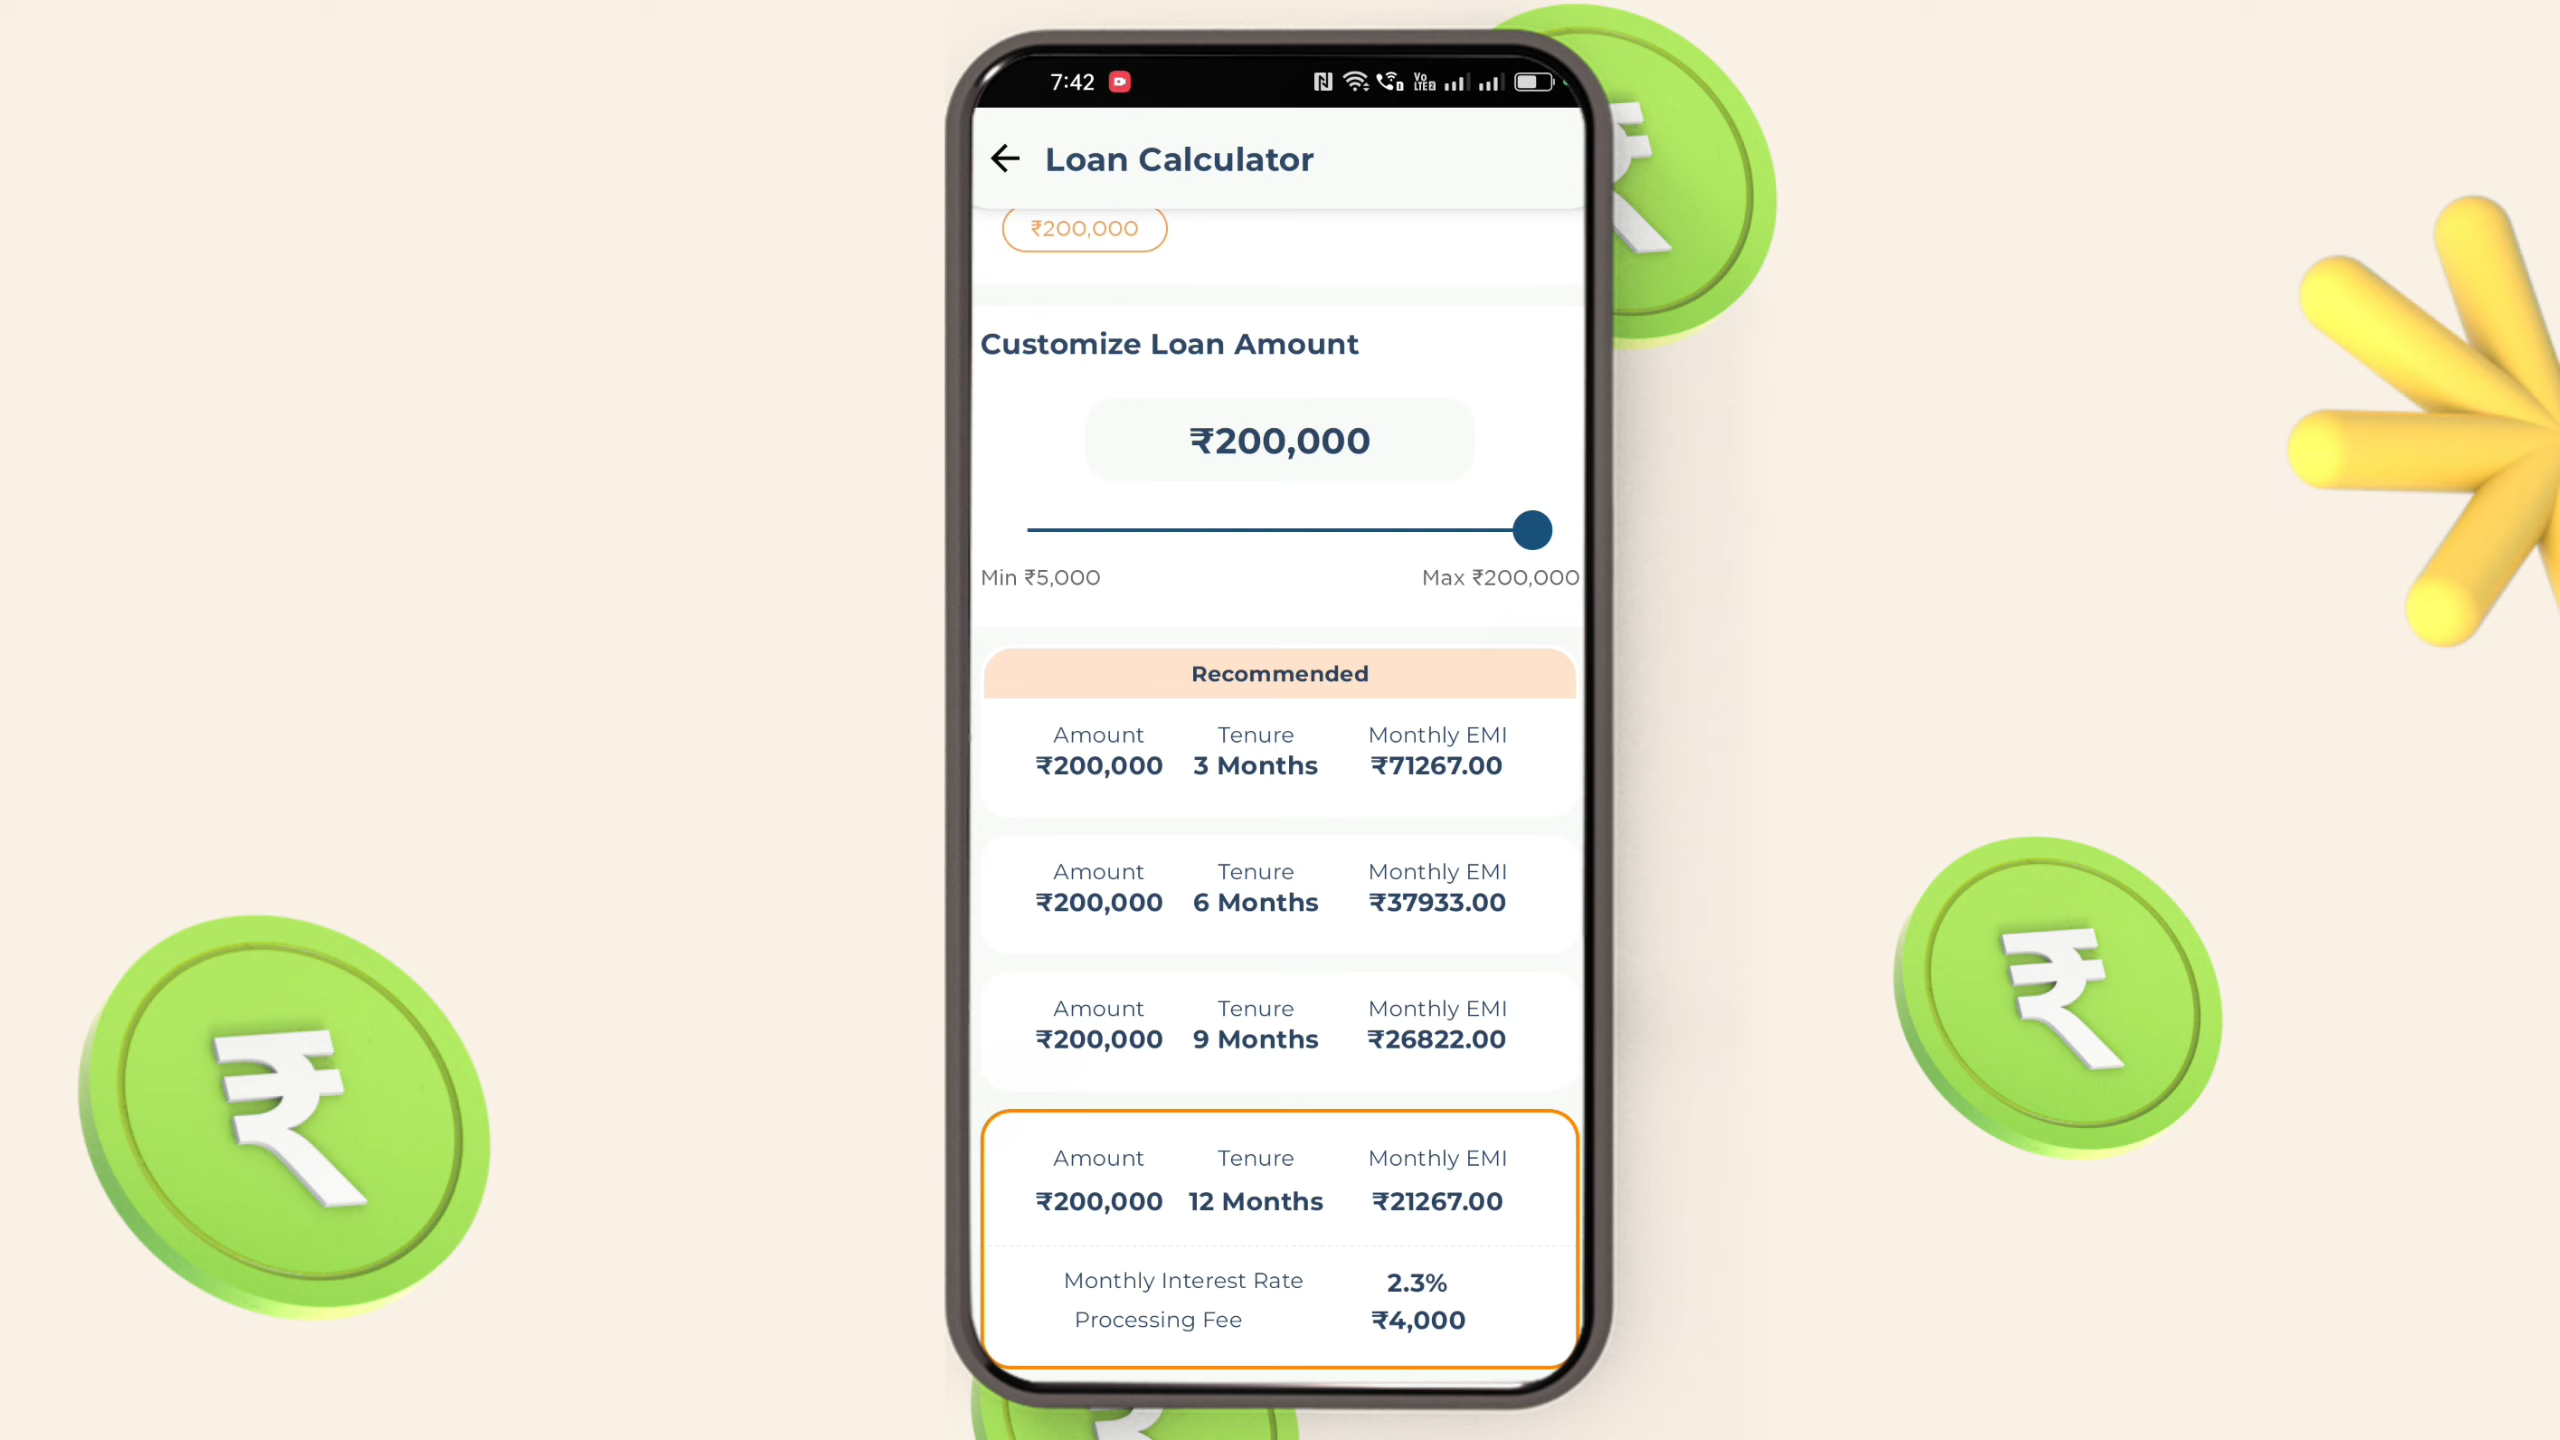 7:42
Vo
LTE2
Loan Calculator
₹200,000
Customize Loan Amount
₹200,000
Min ₹5,000 Max ₹200,000
Recommended
Amount Tenure Monthly EMI
₹200,000 3 Months ₹71267.00
Amount Tenure Monthly EMI
₹200,000 6 Months ₹37933.00
Amount Tenure Monthly EMI
₹200,000 9 Months ₹26822.00
Amount Tenure Monthly EMI
₹200,000 12 Months ₹21267.00
Monthly Interest Rate 2.3%
Processing Fee ₹4,000
₹
₹
₹